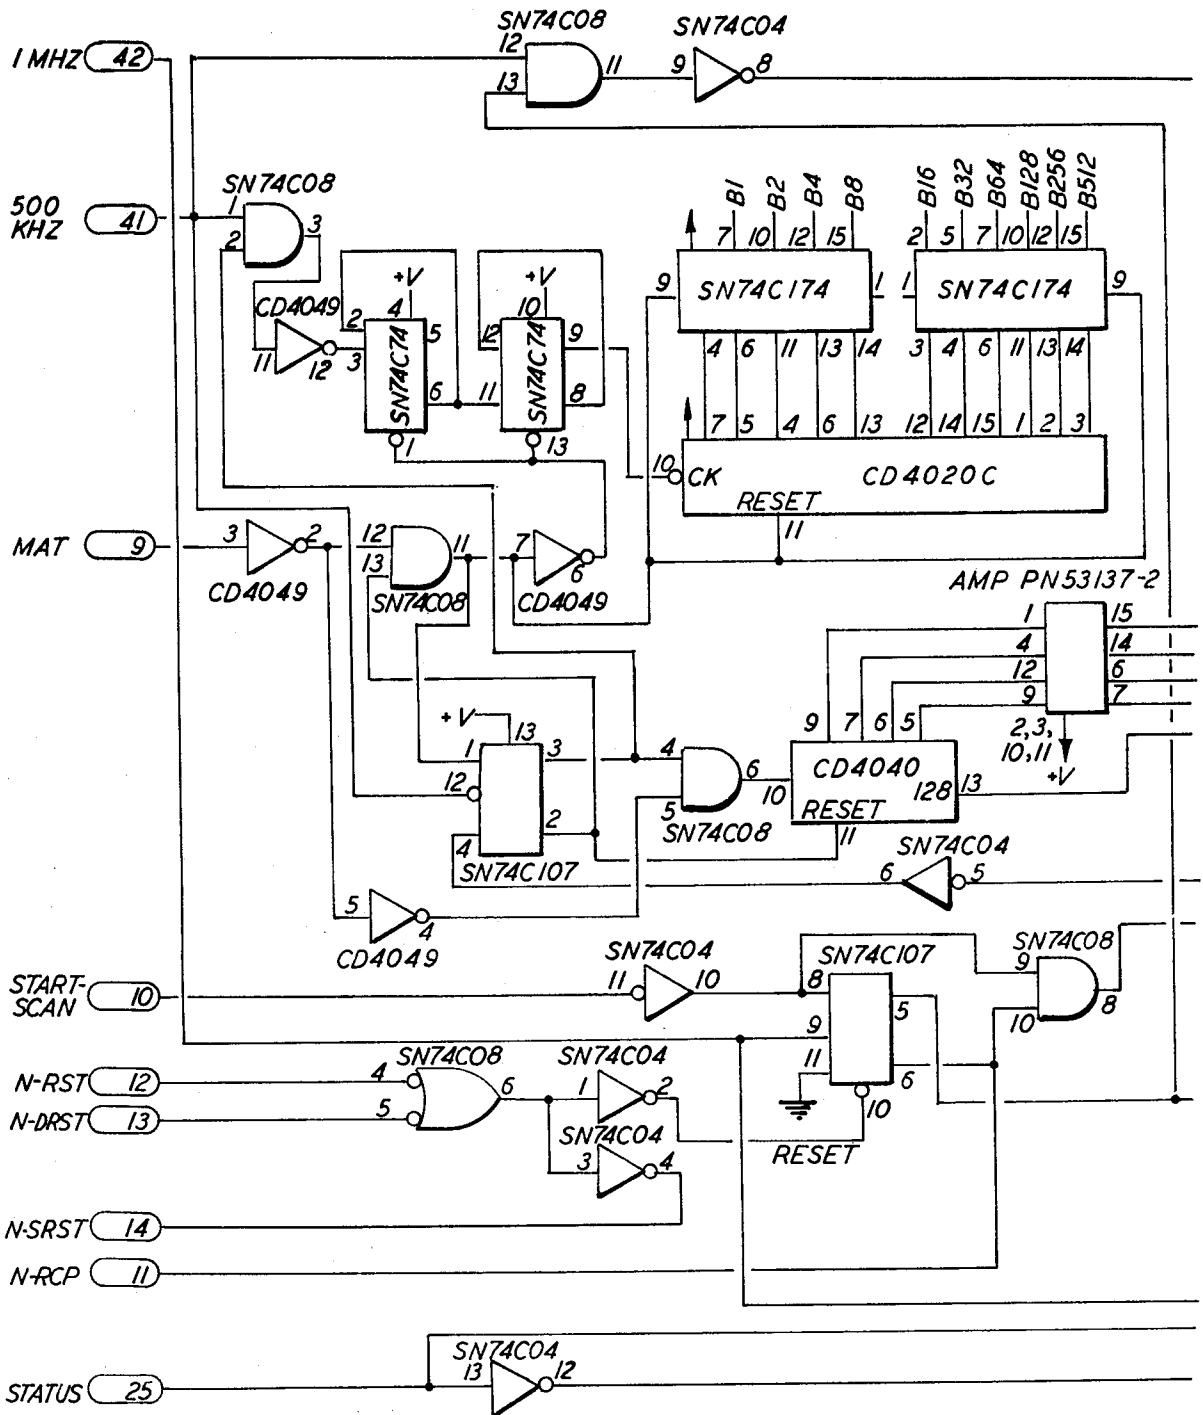 SN74C08
SN74C04
1 MHZ 42
12
13
11
9
8
SN74C08
500 KHZ 41
1
2
3
B1 B2 B4 B8
B16 B32 B64 B128 B256 B512
7 10 12 15
2 5 7 10 12 15
+V
+V
CD4049
11
12
2
3
4
5
6
1
SN74C74
12
11
10
9
8
13
SN74C74
9
SN74C174
1
1
SN74C174
9
4 6 11 13 14
3 4 6 11 13 14
7 5 4 6 13
12 14 15 1 2 3
10
CK
CD4020C
RESET
11
MAT 9
3
2
CD4049
12
13
11
SN74C08
7
6
CD4049
AMP PN53137-2
1
4
12
9
15
14
6
7
2,3,
10,11
+V
+V
13
1
12
4
3
2
SN74C107
4
5
6
SN74C08
9 7 6 5
CD4040
10
128
13
RESET
11
SN74C04
6
5
5
4
CD4049
START-
SCAN 10
SN74C04
11
10
SN74C107
8
9
11
5
6
10
SN74C08
9
10
8
N-RST 12
N-DRST 13
SN74C08
4
5
6
SN74C04
1
2
SN74C04
3
4
RESET
N-SRST 14
N-RCP 11
SN74C04
STATUS 25
13
12